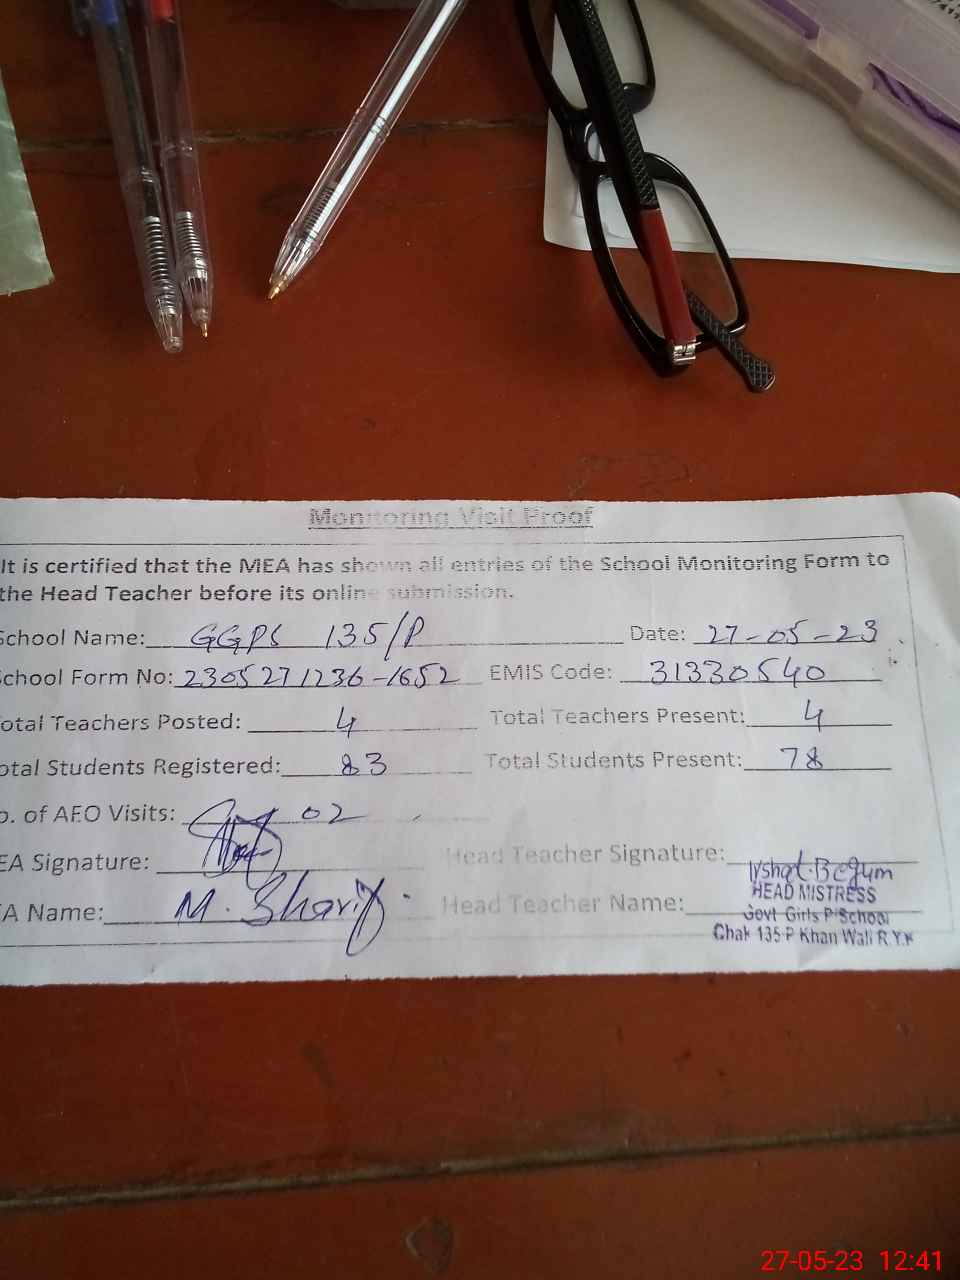 Monitoring Visit Proof
It is certified that the MEA has shown all entries of the School Monitoring Form to
the Head Teacher before its online submission.
School Name: GGPS 135/P Date: 27-05-23
School Form No: 2305271236-1652 EMIS Code: 31330540
otal Teachers Posted: 4 Total Teachers Present: 4
otal Students Registered: 83 Total Students Present: 78
o. of AEO Visits: 02
EA Signature: Head Teacher Signature:
Begum
HEAD MISTRESS
EA Name: M. Sharif Head Teacher Name:
Govt Girls P/School
Chak 135-P Khan Wali R.Y.K
27-05-23 12:41